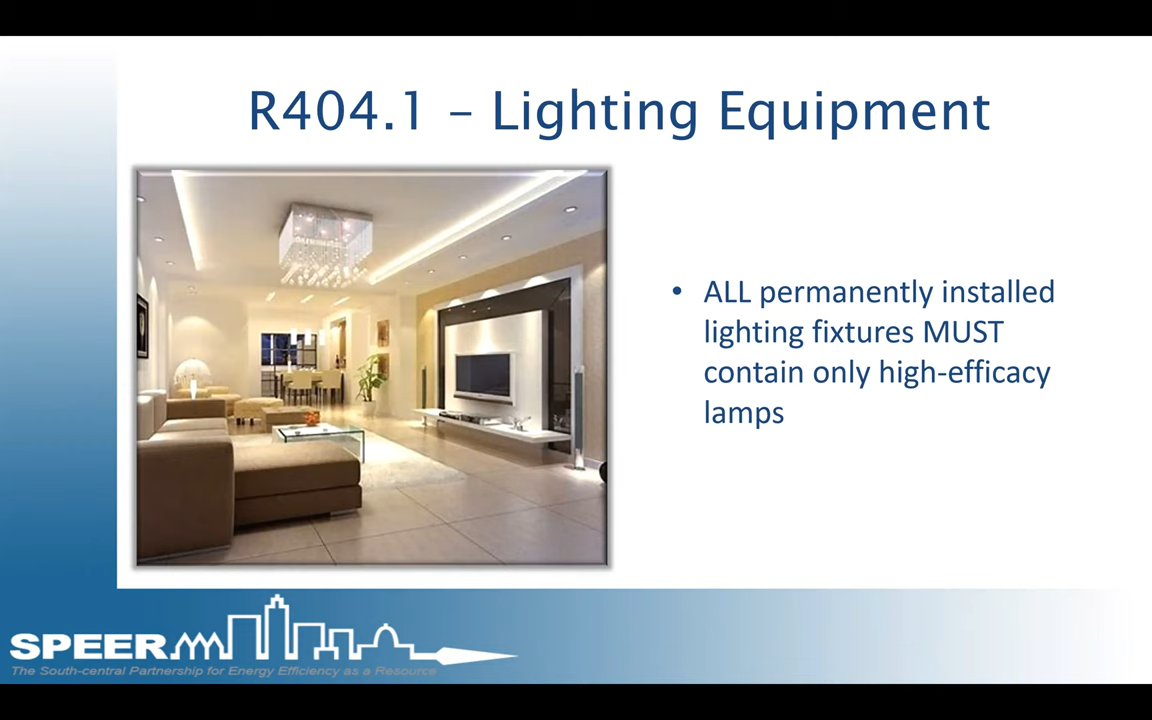 R404.1 – Lighting Equipment
• ALL permanently installed
lighting fixtures MUST
contain only high-efficacy
lamps
SPEER
The South-central Partnership for Energy Efficiency as a Resource